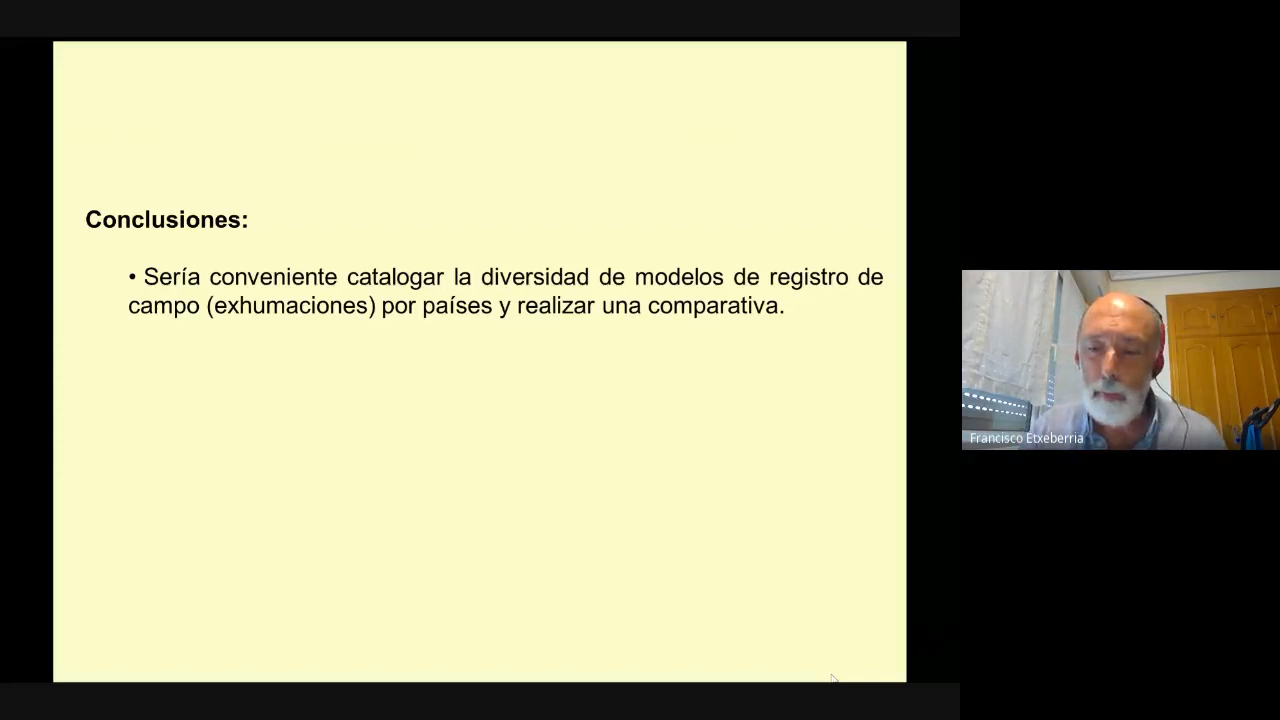 Conclusiones:
• Sería conveniente catalogar la diversidad de modelos de registro de
campo (exhumaciones) por países y realizar una comparativa.
Francisco Etxeberria